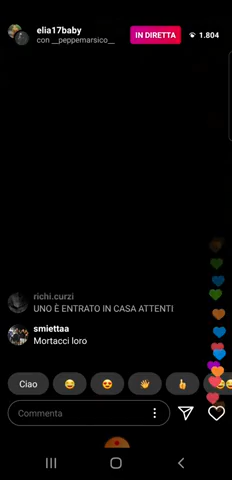 elia17baby
con __peppemarsico__
IN DIRETTA
1.804
richi.curzi
UNO È ENTRATO IN CASA ATTENTI
smiettaa
Mortacci loro
Ciao
Commenta